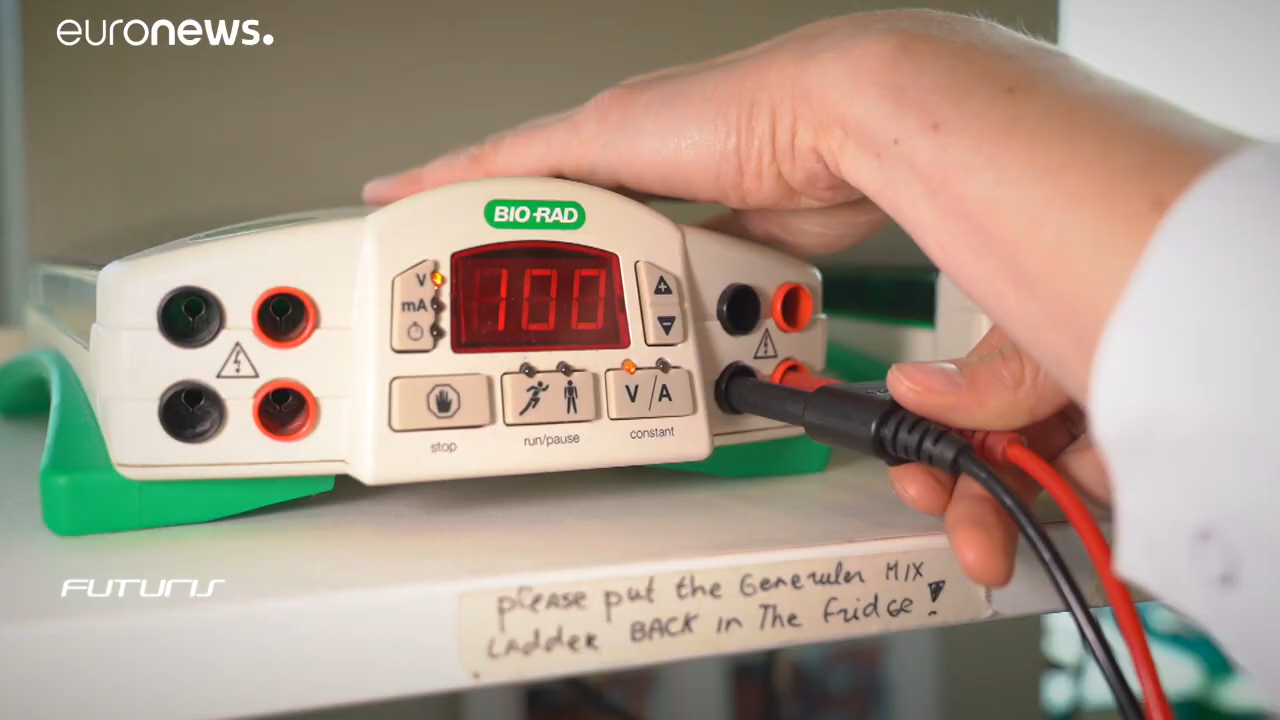 euronews.
BIO-RAD
V
mA
100
+
V/A
stop
run/pause
constant
FUTURIS
please put the Generuler MIX
Ladder BACK in The fridge!